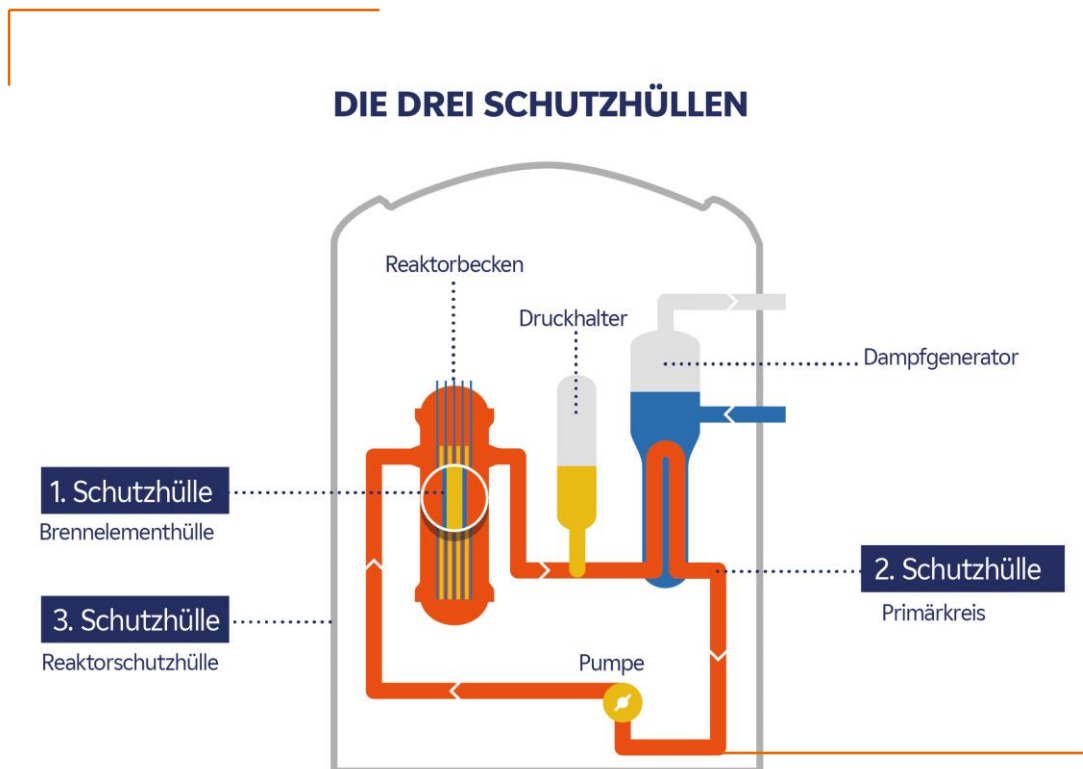 DIE DREI SCHUTZHÜLLEN
Reaktorbecken
Druckhalter
Dampfgenerator
1. Schutzhülle
Brennelementhülle
2. Schutzhülle
Primärkreis
3. Schutzhülle
Reaktorschutzhülle
Pumpe